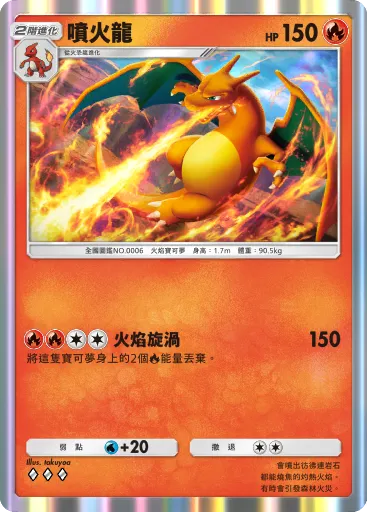 2階進化
噴火龍
HP 150
從火恐龍進化
全國圖鑑NO.0006 火焰寶可夢 身高：1.7m 體重：90.5kg
火焰旋渦 150
將這隻寶可夢身上的2個能量丟棄。
弱點 +20 撤退
Illus. takuyoa
會噴出彷彿連岩石
都能燒焦的灼熱火焰。
有時會引發森林火災。